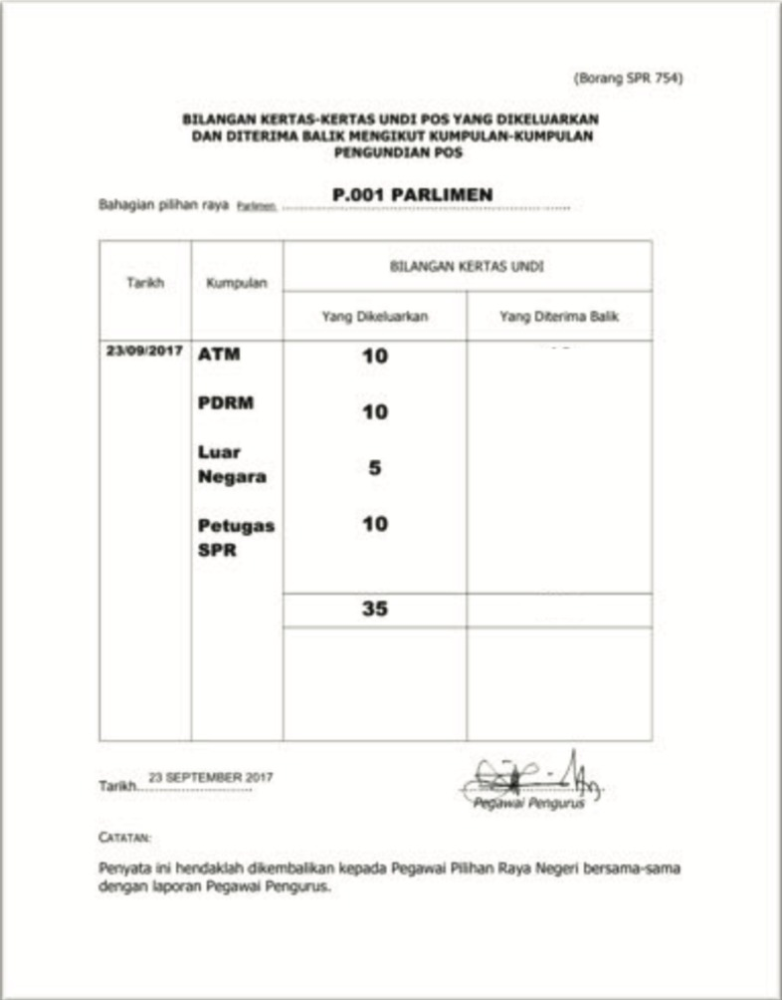 (Borang SPR 754)
BILANGAN KERTAS-KERTAS UNDI POS YANG DIKELUARKAN
DAN DITERIMA BALIK MENGIKUT KUMPULAN-KUMPULAN
PENGUNDIAN POS
Bahagian pilihan raya Parlimen P.001 PARLIMEN
Tarikh Kumpulan BILANGAN KERTAS UNDI
Yang Dikeluarkan Yang Diterima Balik
23/09/2017 ATM 10
PDRM 10
Luar
Negara 5
Petugas 10
SPR
35
Tarikh 23 SEPTEMBER 2017
Pegawai Pengurus
CATATAN:
Penyata ini hendaklah dikembalikan kepada Pegawai Pilihan Raya Negeri bersama-sama
dengan laporan Pegawai Pengurus.